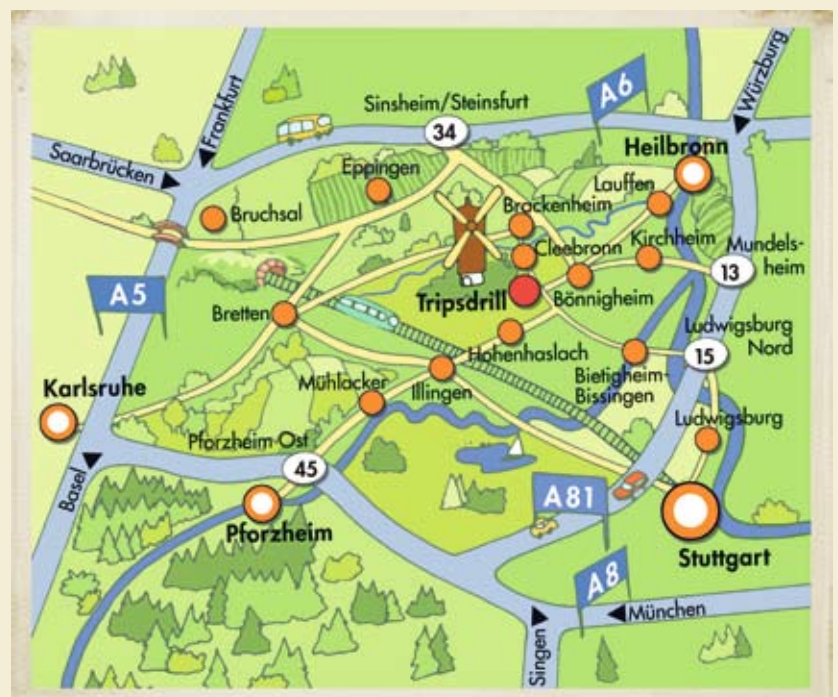 Frankfurt
Würzburg
A6
Sinsheim/Steinsfurt
34
Saarbrücken
Heilbronn
Eppingen
Lauffen
Bruchsal
Brackenheim
Cleebronn
Kirchheim
Mundels-
heim
13
A5
Tripsdrill
Bönnigheim
Bretten
Ludwigsburg
Nord
15
Hohenhaslach
Karlsruhe
Mühlacker
Illingen
Bietigheim-
Bissingen
Ludwigsburg
Pforzheim-Ost
45
Basel
A81
Pforzheim
Stuttgart
A8
München
Singen